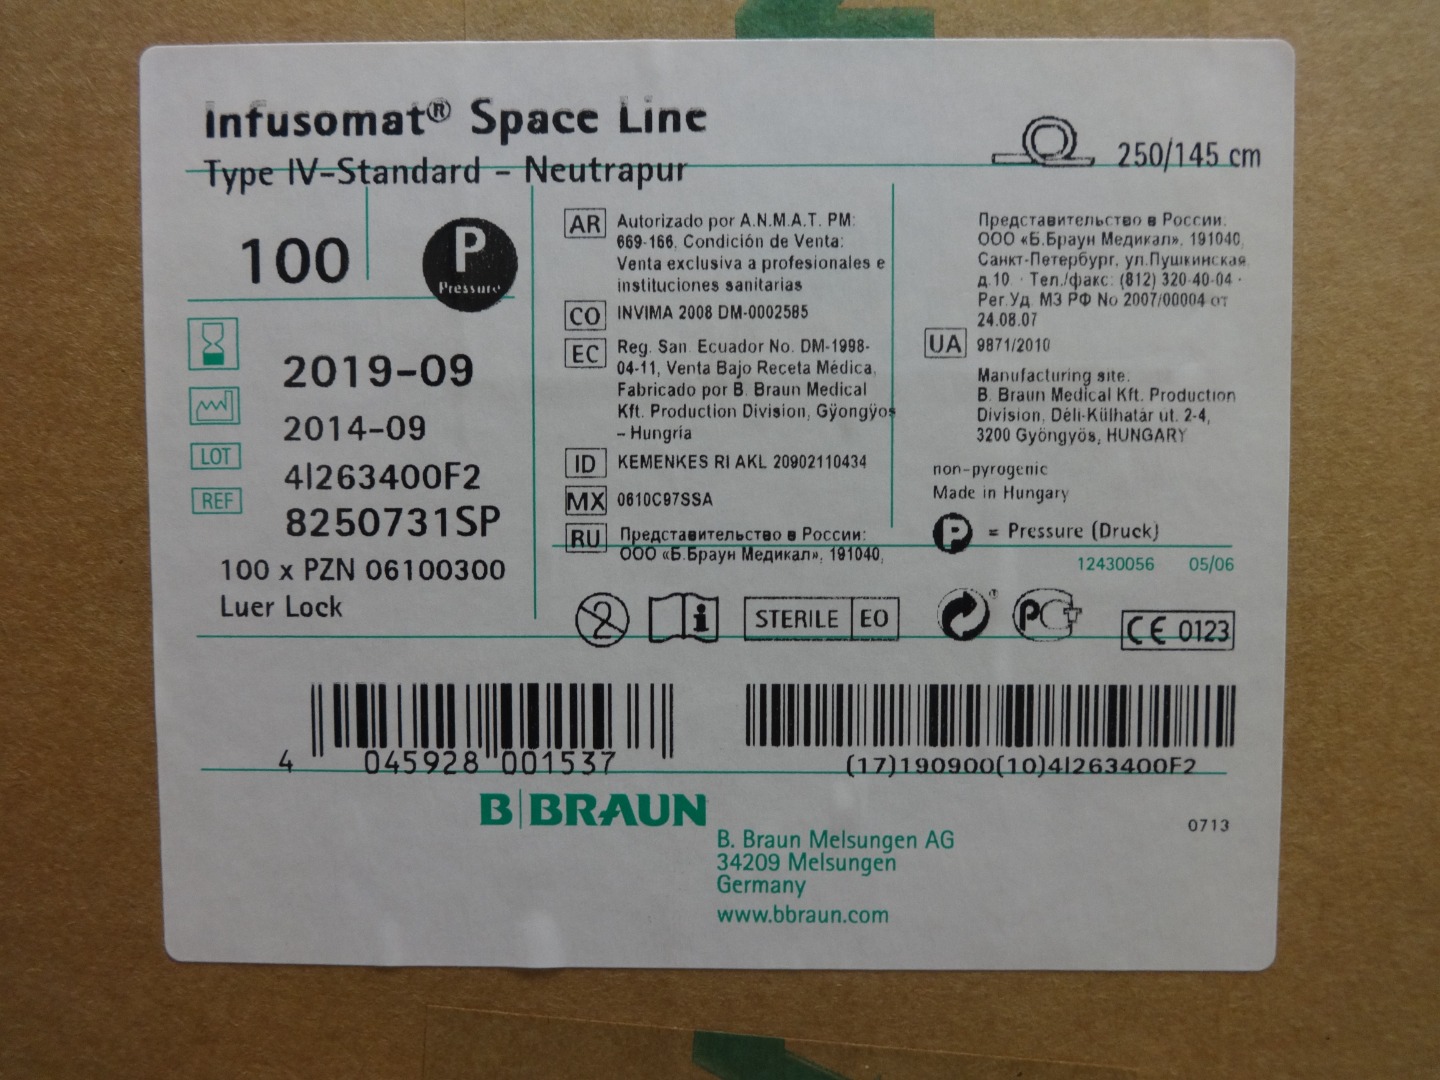 Infusomat® Space Line
Type IV-Standard - Neutrapur
250/145 cm
100
P
Pressure
2019-09
2014-09
LOT
4I263400F2
REF
8250731SP
100 x PZN 06100300
Luer Lock
AR Autorizado por A.N.M.A.T. PM:
669-166, Condición de Venta:
Venta exclusiva a profesionales e
instituciones sanitarias
CO INVIMA 2008 DM-0002585
EC Reg. San. Ecuador No. DM-1998-
04-11, Venta Bajo Receta Médica,
Fabricado por B. Braun Medical
Kft. Production Division, Gyöngyös
– Hungria
ID KEMENKES RI AKL 20902110434
MX 0610C97SSA
RU Представительство в России:
ООО «Б.Браун Медикал», 191040,
Представительство в России:
ООО «Б.Браун Медикал», 191040,
Санкт-Петербург, ул.Пушкинская
д.10. · Тел./факс: (812) 320-40-04 ·
Рег.Уд. МЗ РФ No 2007/00004 от
24.08.07
UA 9871/2010
Manufacturing site.
B. Braun Medical Kft. Production
Division, Déli-Külhatár út. 2-4,
3200 Gyöngyös, HUNGARY
non-pyrogenic
Made in Hungary
P = Pressure (Druck)
12430056 05/06
2 i STERILE EO ® РСТ CE 0123
4 045928 001537
(17)190900(10)4I263400F2
B BRAUN
0713
B. Braun Melsungen AG
34209 Melsungen
Germany
www.bbraun.com